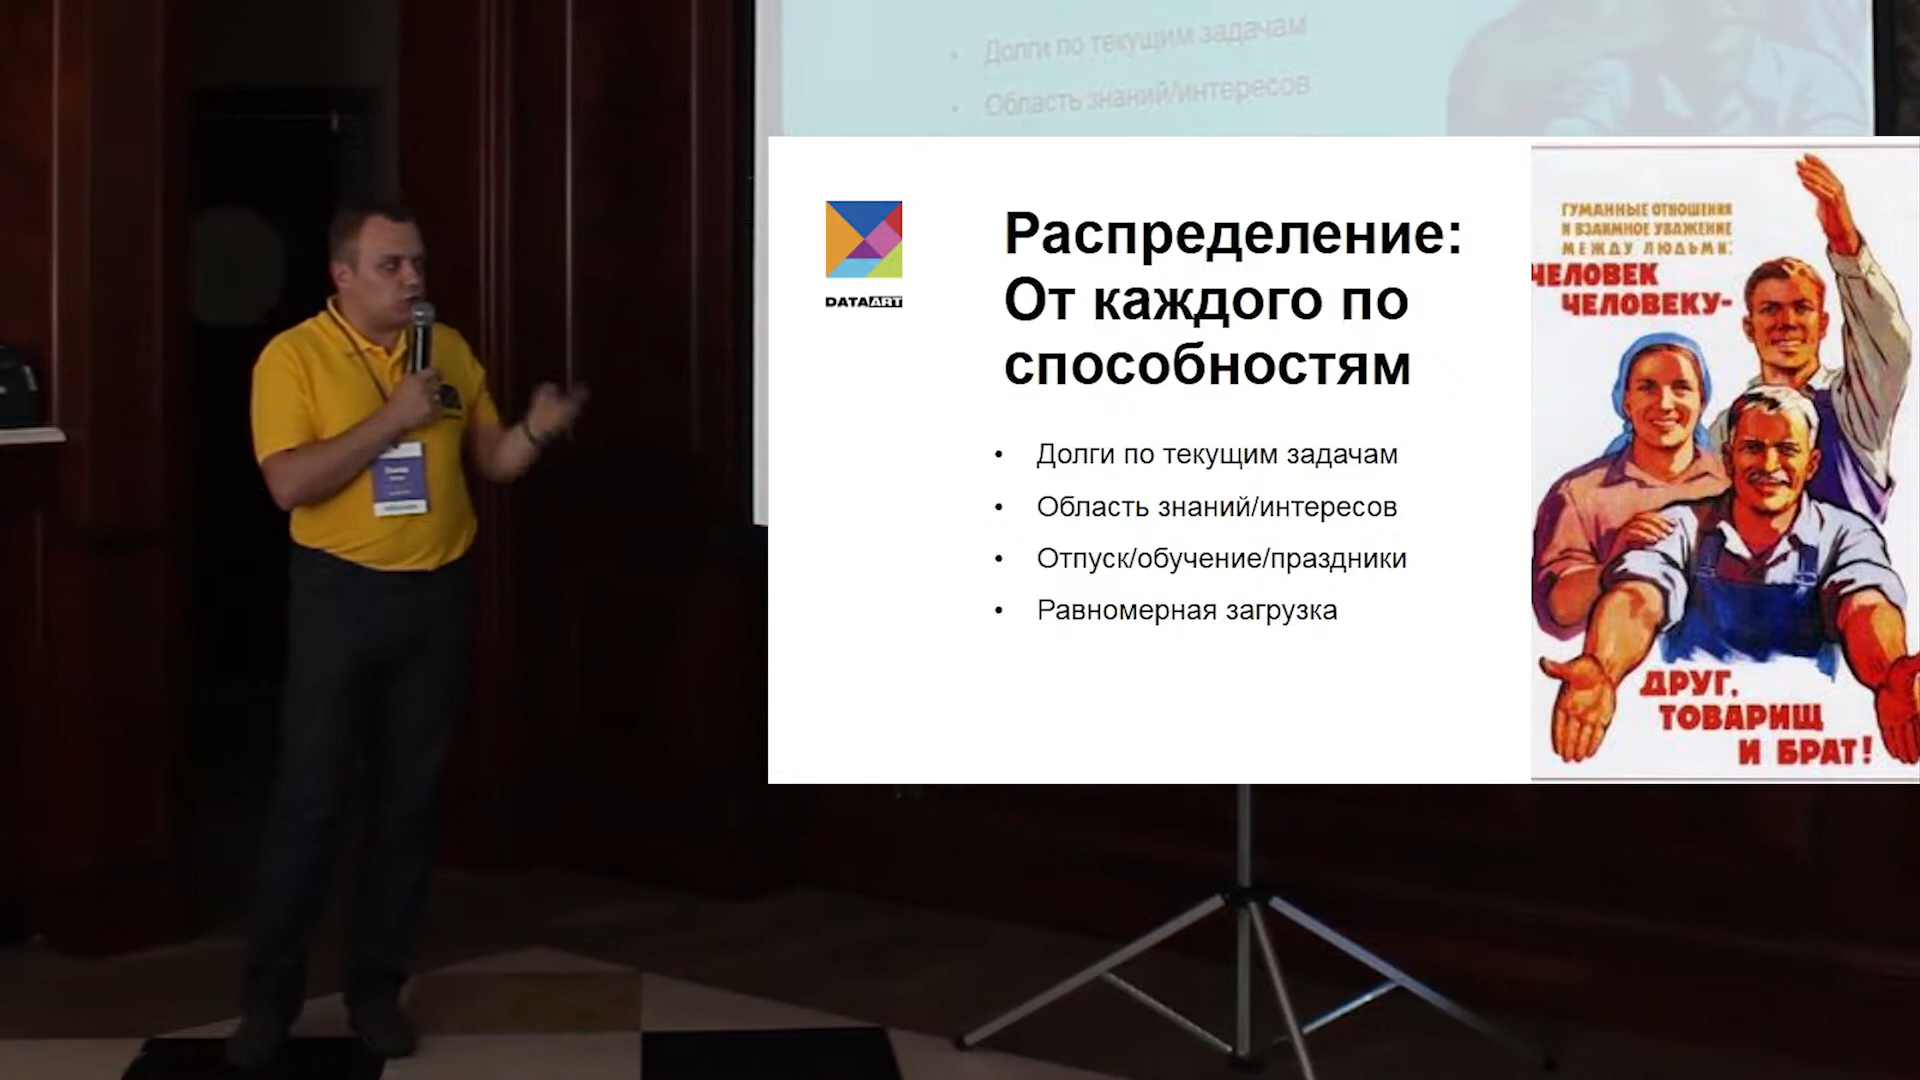 Долги по текущим задачам
Область знаний/интересов
DATAART
Распределение:
От каждого по
способностям
Долги по текущим задачам
Область знаний/интересов
Отпуск/обучение/праздники
Равномерная загрузка
ГУМАННЫЕ ОТНОШЕНИЯ
И ВЗАИМНОЕ УВАЖЕНИЕ
МЕЖДУ ЛЮДЬМИ:
ЧЕЛОВЕК
ЧЕЛОВЕКУ-
ДРУГ,
ТОВАРИЩ
И БРАТ!